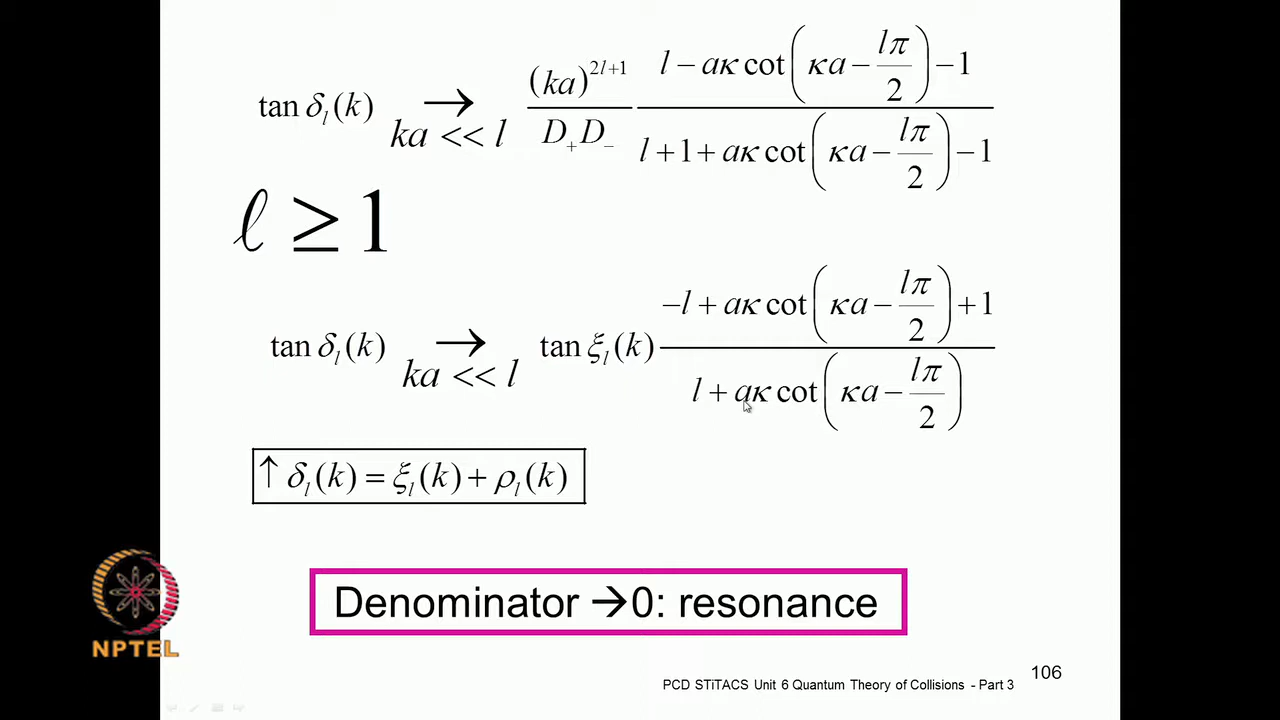 tan δ_l(k) → ka << l (ka)^{2l+1} / D_+D_- (l − aκ cot(κa − lπ/2) − 1) / (l + 1 + aκ cot(κa − lπ/2) − 1)
ℓ ≥ 1
tan δ_l(k) → ka << l tan ξ_l(k) (−l + aκ cot(κa − lπ/2) + 1) / (l + aκ cot(κa − lπ/2))
↑ δ_l(k) = ξ_l(k) + ρ_l(k)
Denominator →0: resonance
NPTEL
PCD STiTACS Unit 6 Quantum Theory of Collisions - Part 3
106